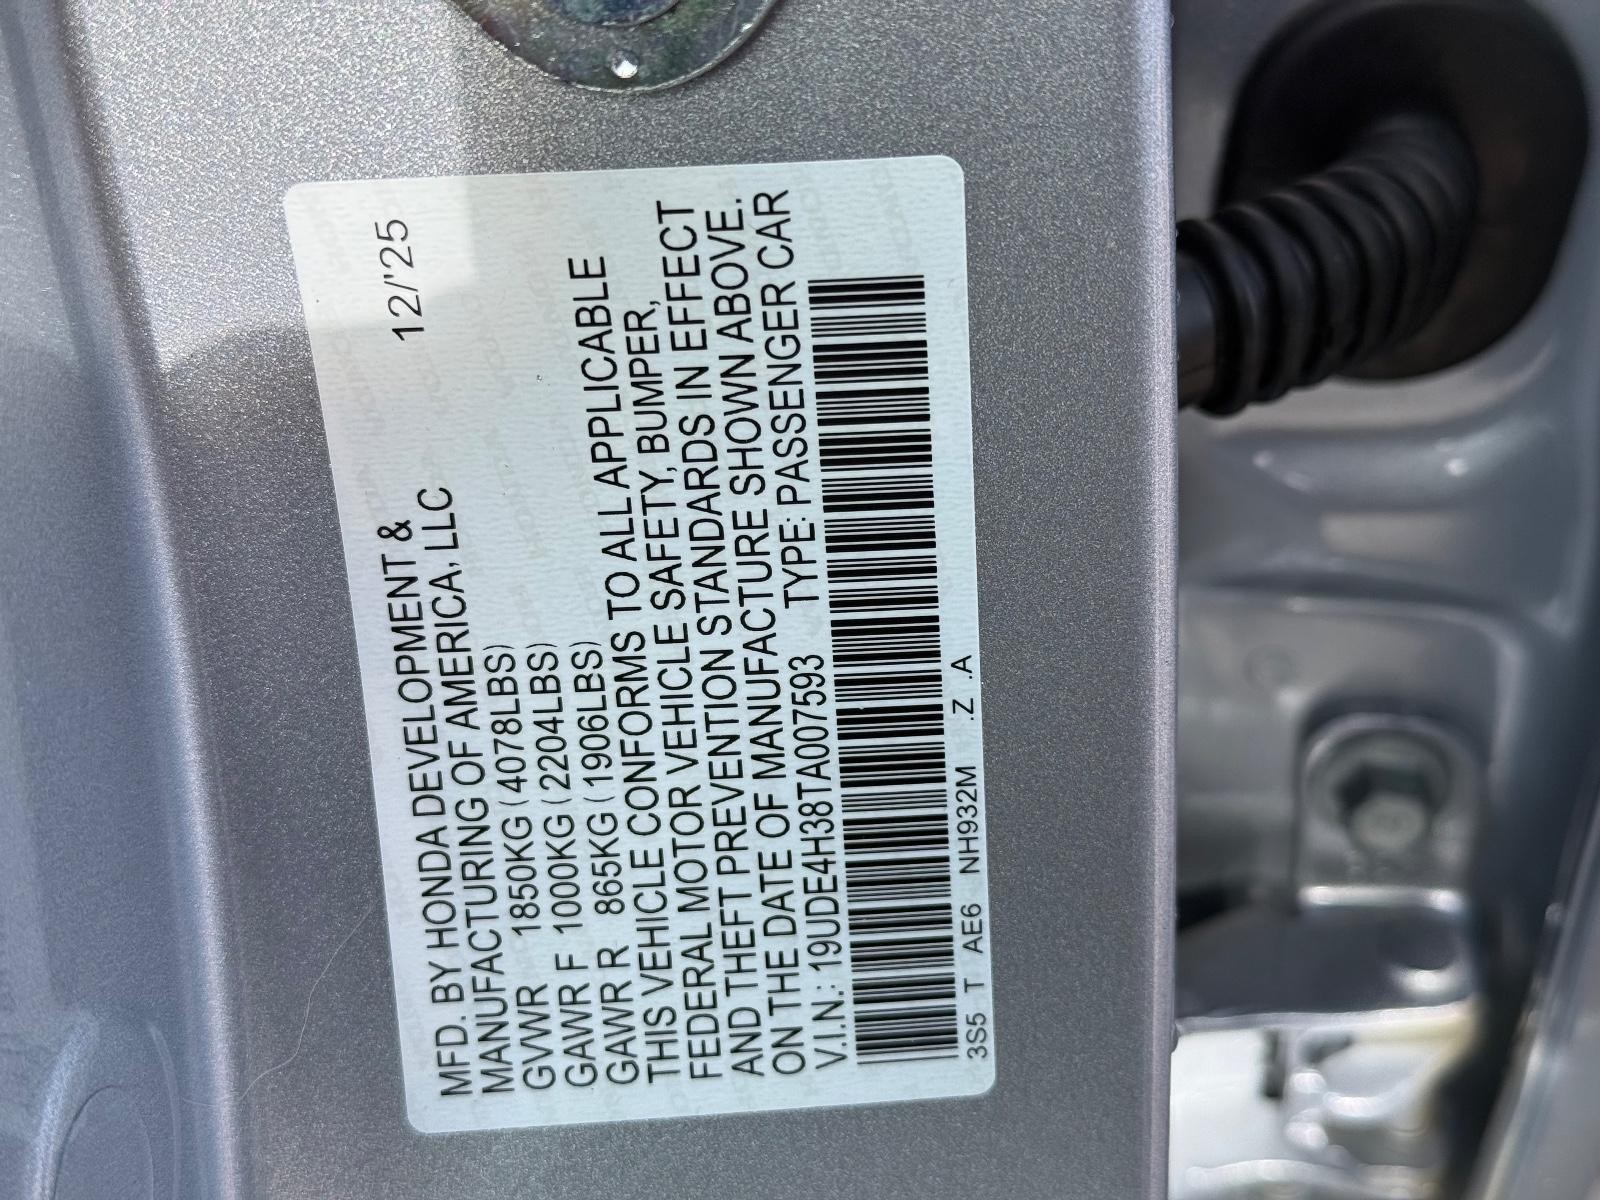 MFD. BY HONDA DEVELOPMENT & 12/'25
MANUFACTURING OF AMERICA, LLC
GVWR 1850KG (4078LBS)
GAWR F 1000KG (2204LBS)
GAWR R 865KG (1906LBS)
THIS VEHICLE CONFORMS TO ALL APPLICABLE
FEDERAL MOTOR VEHICLE SAFETY, BUMPER,
AND THEFT PREVENTION STANDARDS IN EFFECT
ON THE DATE OF MANUFACTURE SHOWN ABOVE.
V.I.N.: 19UDE4H38TA007593 TYPE: PASSENGER CAR
3S5 T AE6 NH932M .Z .A